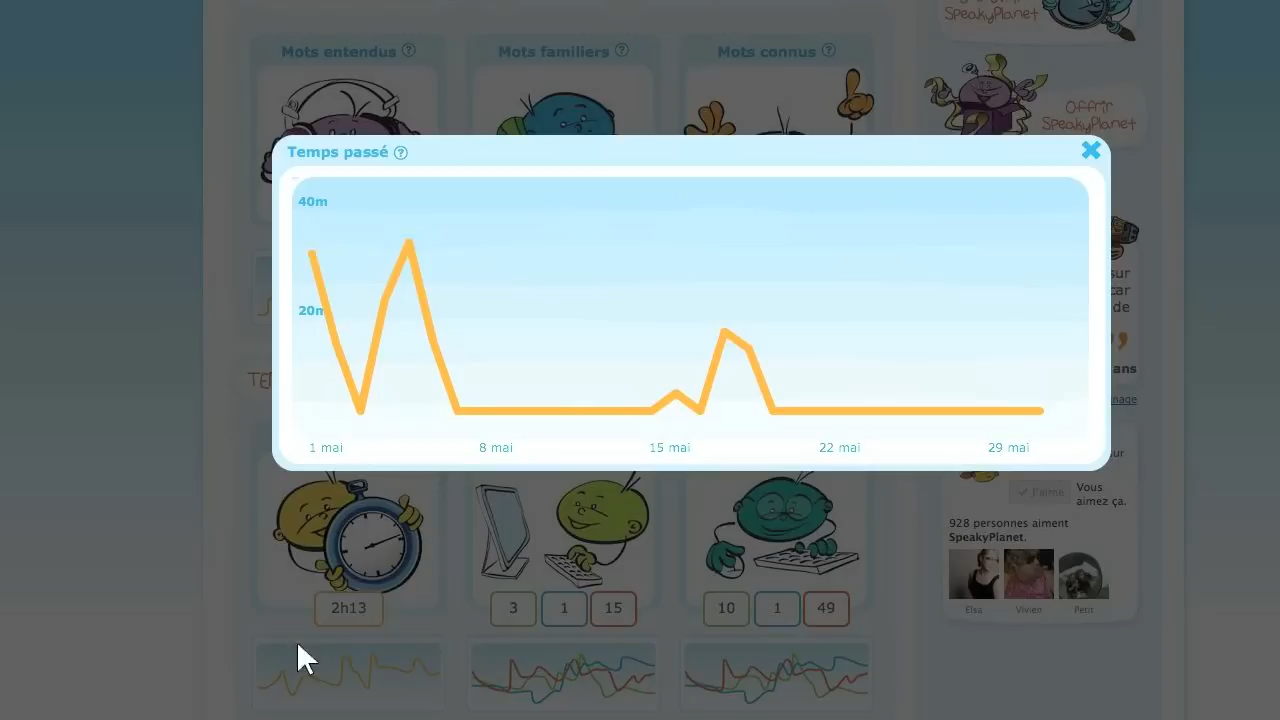 SpeakyPlanet
Mots entendus ?
Mots familiers ?
Mots connus ?
Offrir
SpeakyPlanet
Temps passé ?
40m
20m
1 mai
8 mai
15 mai
22 mai
29 mai
sur
car
de
ans
TE
J'aime
Vous
aimez ça.
928 personnes aiment
SpeakyPlanet.
Elsa
Vivien
Petit
2h13
3
1
15
10
1
49